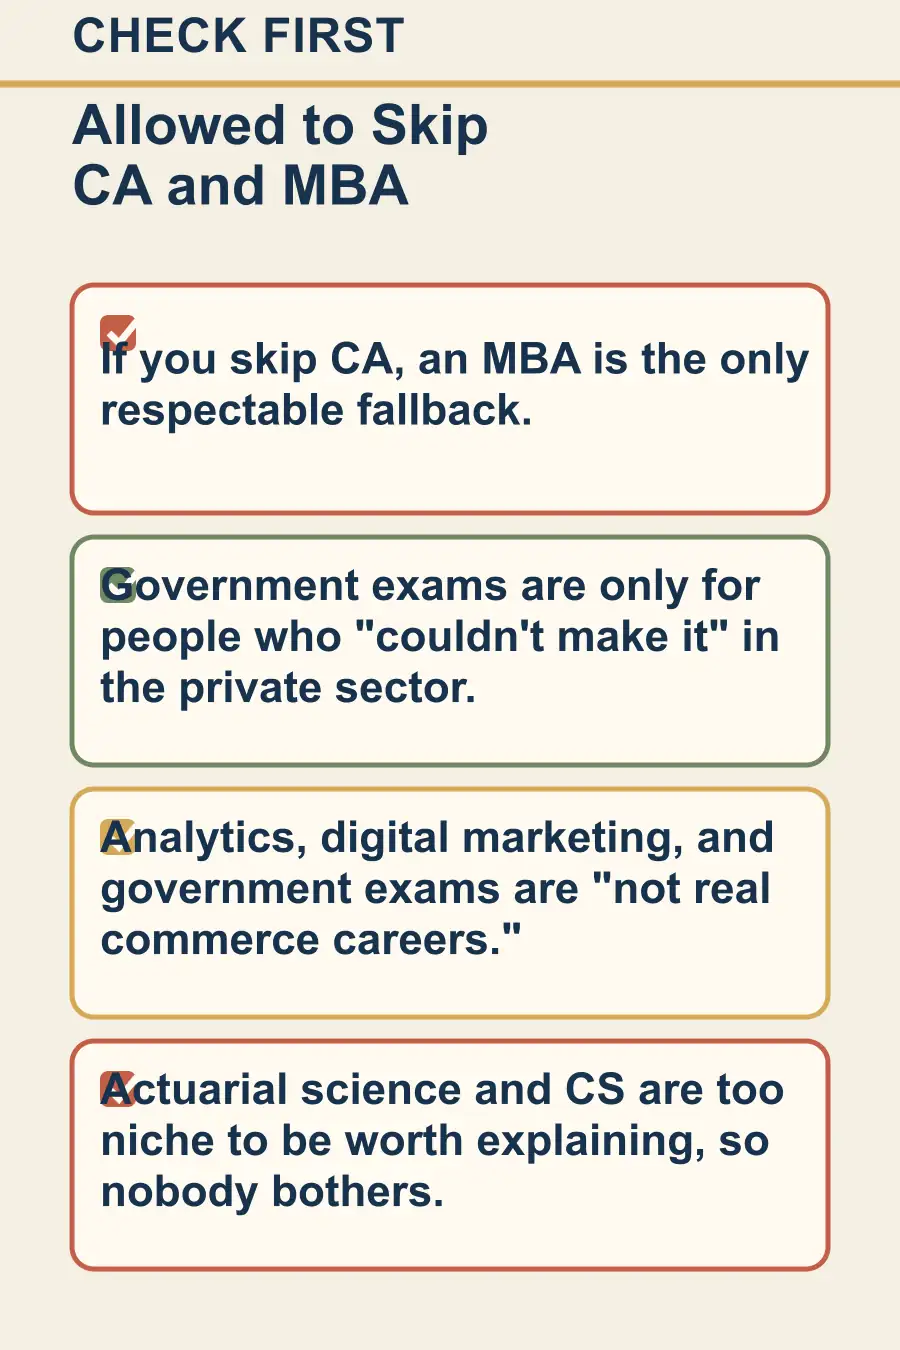 CHECK FIRST
Allowed to Skip
CA and MBA
If you skip CA, an MBA is the only
respectable fallback.
Government exams are only for
people who "couldn't make it" in
the private sector.
Analytics, digital marketing, and
government exams are "not real
commerce careers."
Actuarial science and CS are too
niche to be worth explaining, so
nobody bothers.